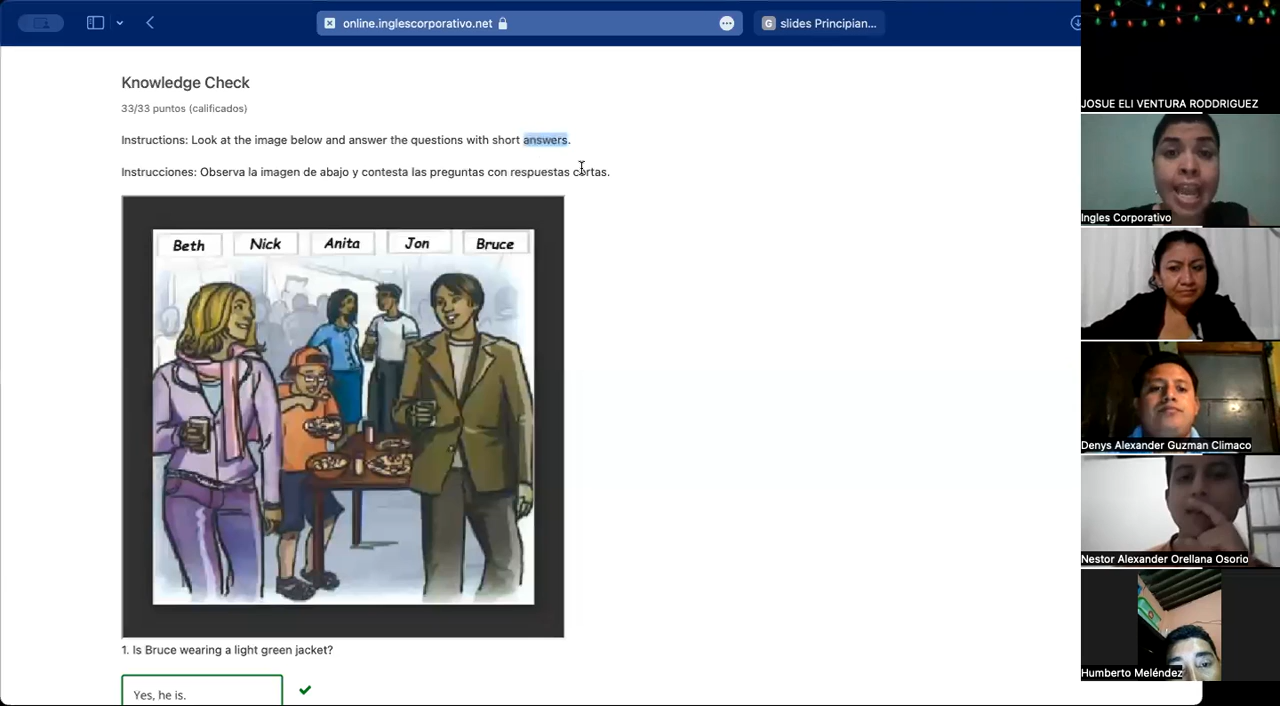 online.inglescorporativo.net
slides Principian...
Knowledge Check
33/33 puntos (calificados)
Instructions: Look at the image below and answer the questions with short answers.
Instrucciones: Observa la imagen de abajo y contesta las preguntas con respuestas cortas.
Beth
Nick
Anita
Jon
Bruce
1. Is Bruce wearing a light green jacket?
Yes, he is.
JOSUE ELI VENTURA RODDRIGUEZ
Ingles Corporativo
Denys Alexander Guzman Climaco
Nestor Alexander Orellana Osorio
Humberto Meléndez